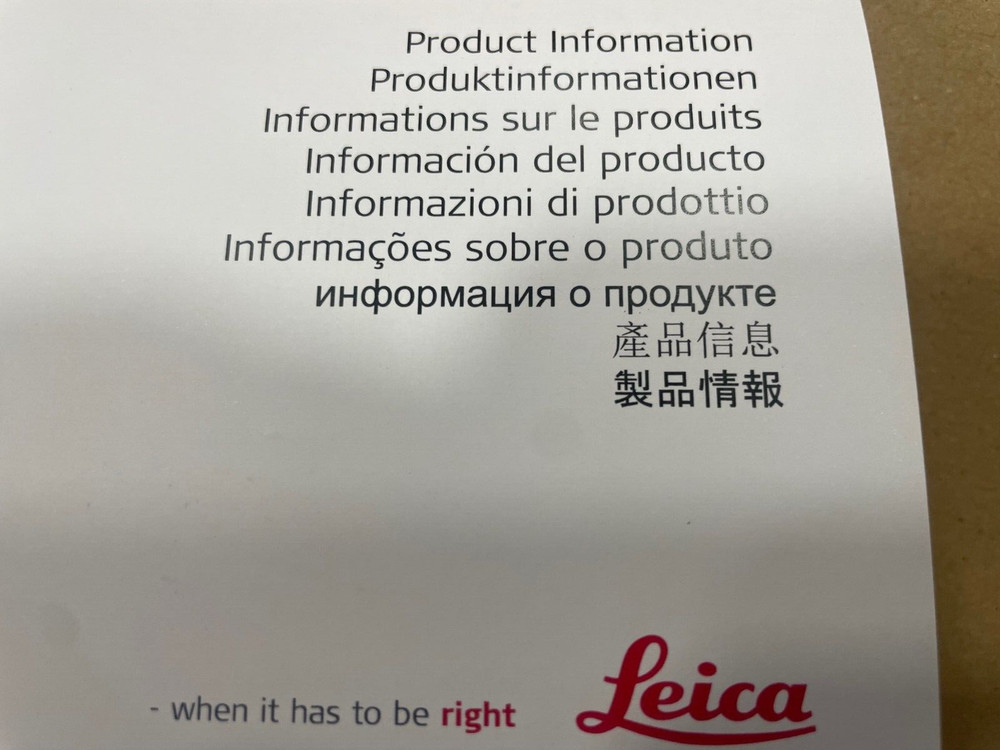 Product Information
Produktinformationen
Informations sur le produits
Información del producto
Informazioni di prodottio
Informações sobre o produto
информация о продукте
產品信息
製品情報
- when it has to be right
Leica